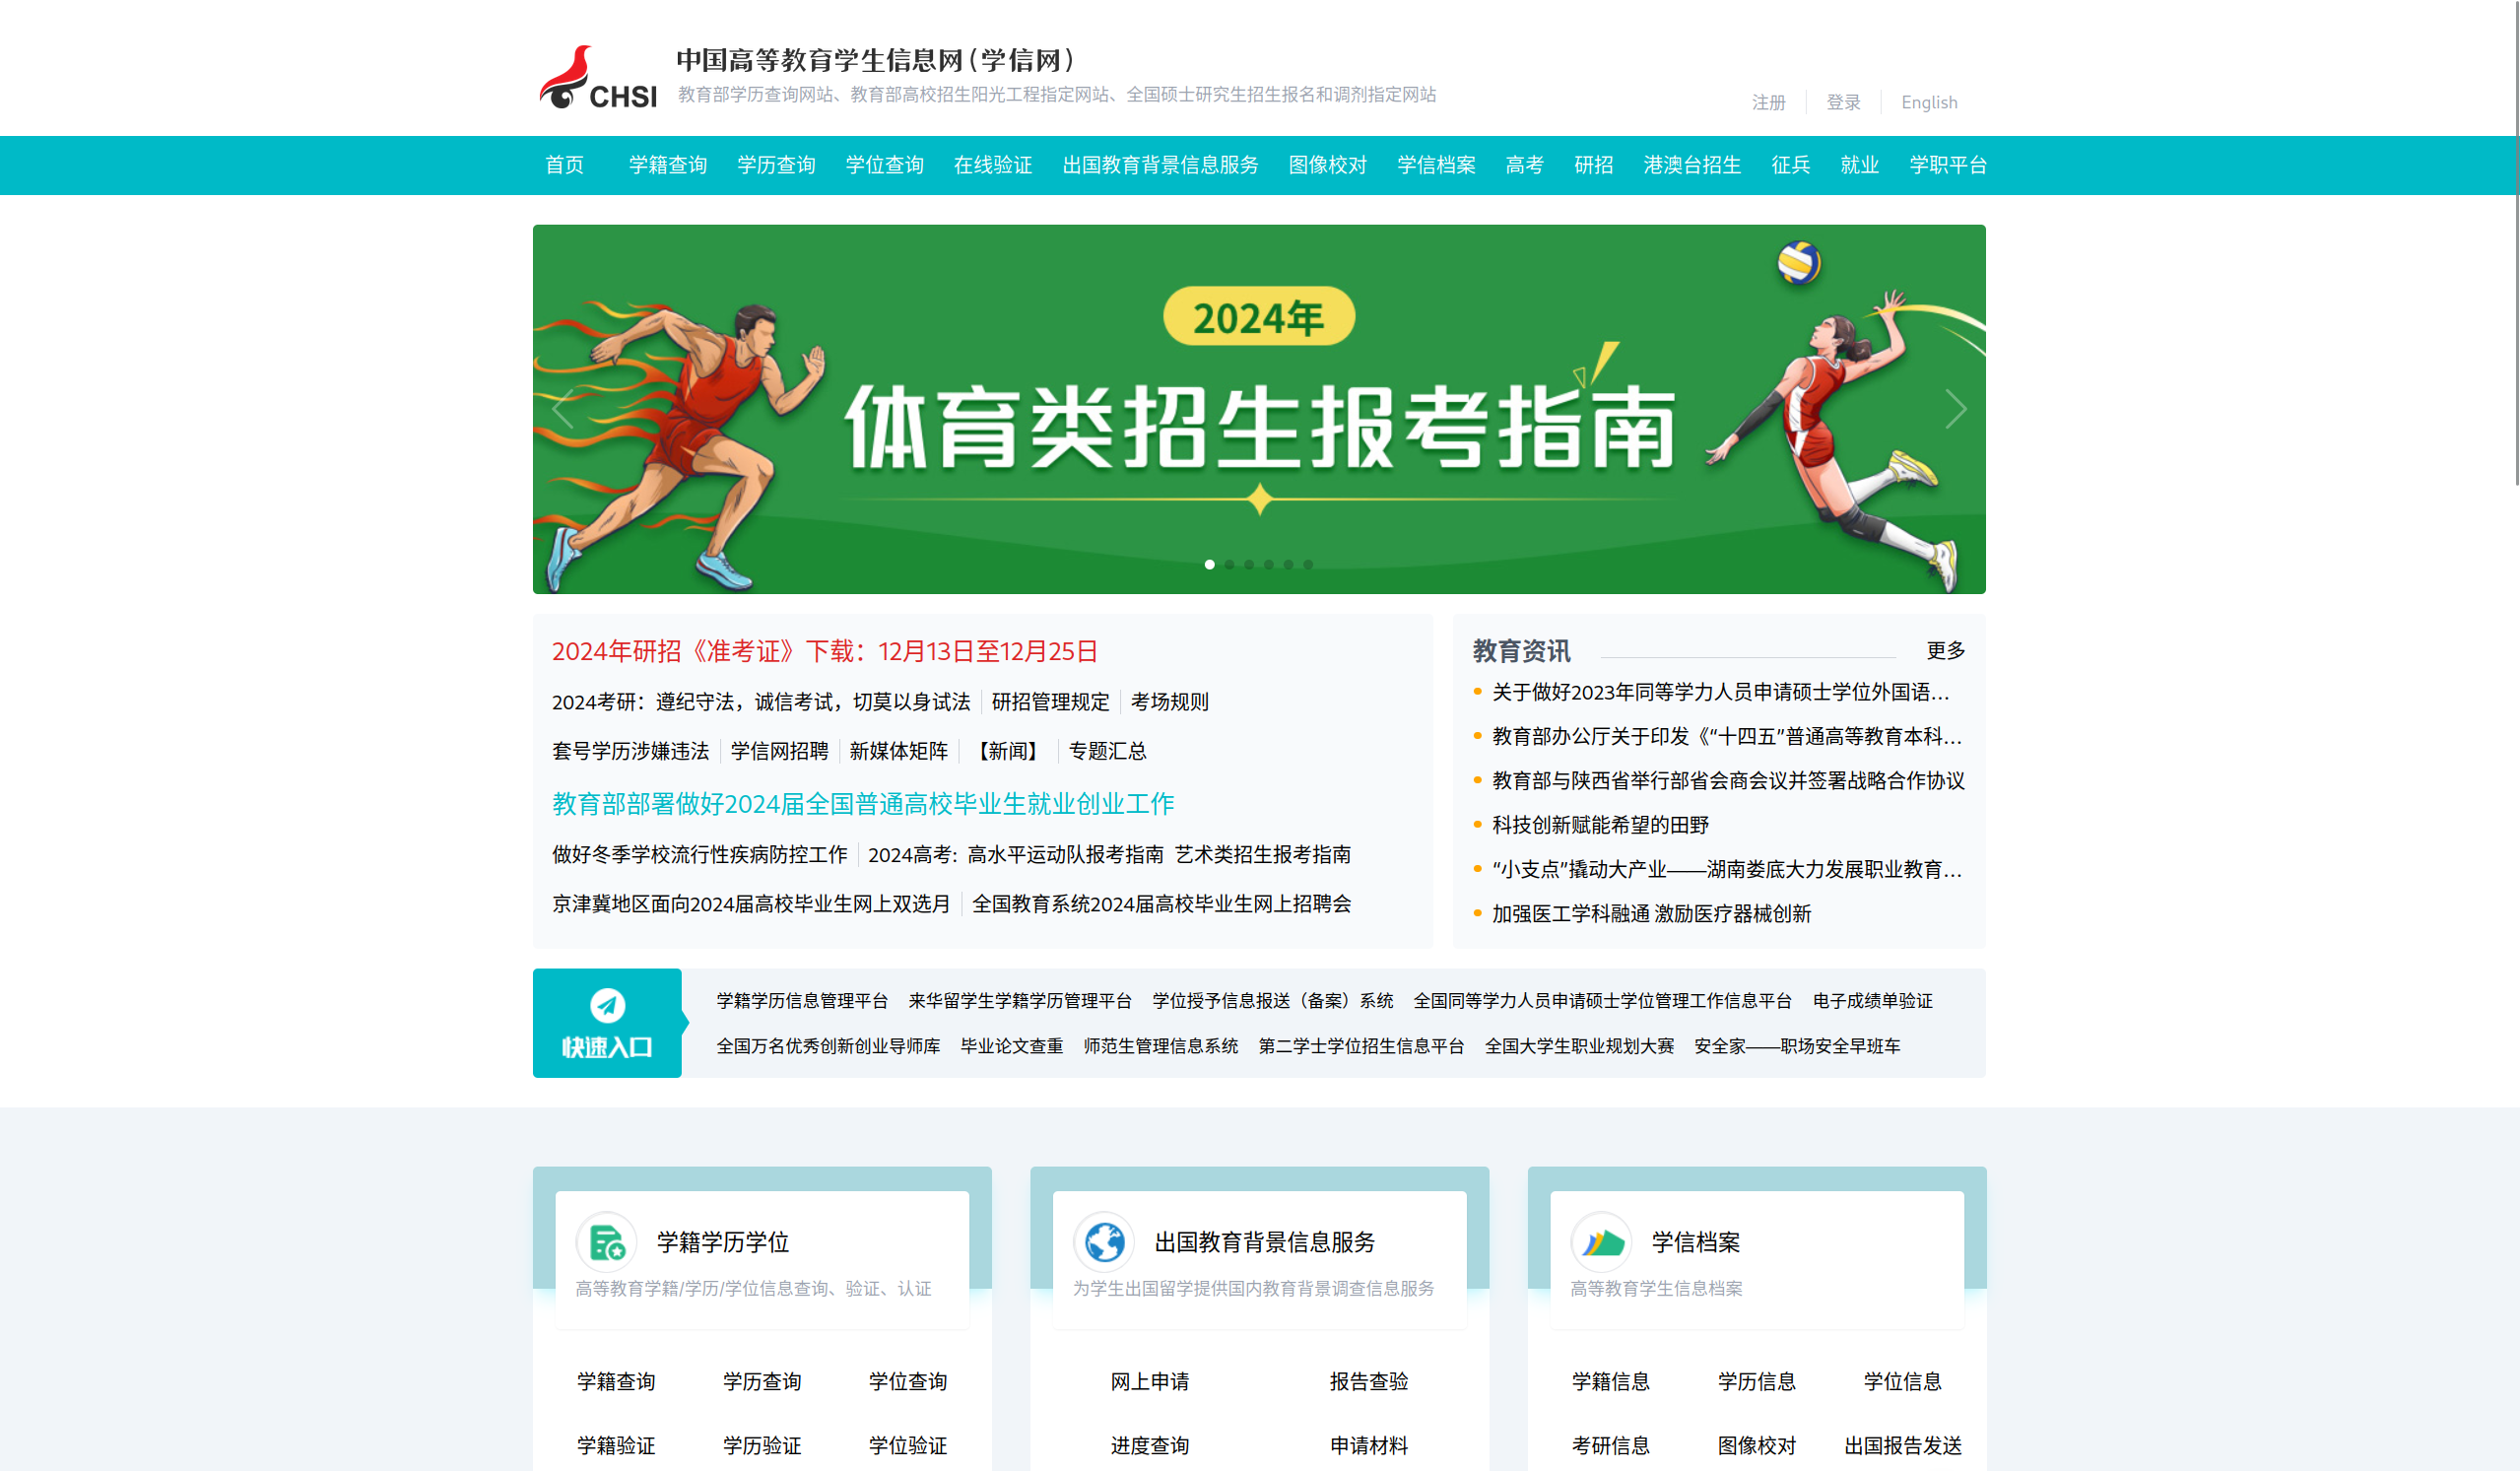 CHSI
中国高等教育学生信息网(学信网)
教育部学历查询网站、教育部高校招生阳光工程指定网站、全国硕士研究生招生报名和调剂指定网站
注册 登录 English
首页 学籍查询 学历查询 学位查询 在线验证 出国教育背景信息服务 图像校对 学信档案 高考 研招 港澳台招生 征兵 就业 学职平台
2024年
体育类招生报考指南
2024年研招《准考证》下载：12月13日至12月25日
2024考研：遵纪守法，诚信考试，切莫以身试法 研招管理规定 考场规则
套号学历涉嫌违法 学信网招聘 新媒体矩阵 【新闻】 专题汇总
教育部部署做好2024届全国普通高校毕业生就业创业工作
做好冬季学校流行性疾病防控工作 2024高考: 高水平运动队报考指南 艺术类招生报考指南
京津冀地区面向2024届高校毕业生网上双选月 全国教育系统2024届高校毕业生网上招聘会
教育资讯 更多
关于做好2023年同等学力人员申请硕士学位外国语...
教育部办公厅关于印发《“十四五”普通高等教育本科...
教育部与陕西省举行部省会商会议并签署战略合作协议
科技创新赋能希望的田野
“小支点”撬动大产业——湖南娄底大力发展职业教育...
加强医工学科融通 激励医疗器械创新
快速入口
学籍学历信息管理平台 来华留学生学籍学历管理平台 学位授予信息报送（备案）系统 全国同等学力人员申请硕士学位管理工作信息平台 电子成绩单验证
全国万名优秀创新创业导师库 毕业论文查重 师范生管理信息系统 第二学士学位招生信息平台 全国大学生职业规划大赛 安全家——职场安全早班车
学籍学历学位
高等教育学籍/学历/学位信息查询、验证、认证
学籍查询 学历查询 学位查询
学籍验证 学历验证 学位验证
出国教育背景信息服务
为学生出国留学提供国内教育背景调查信息服务
网上申请 报告查验
进度查询 申请材料
学信档案
高等教育学生信息档案
学籍信息 学历信息 学位信息
考研信息 图像校对 出国报告发送